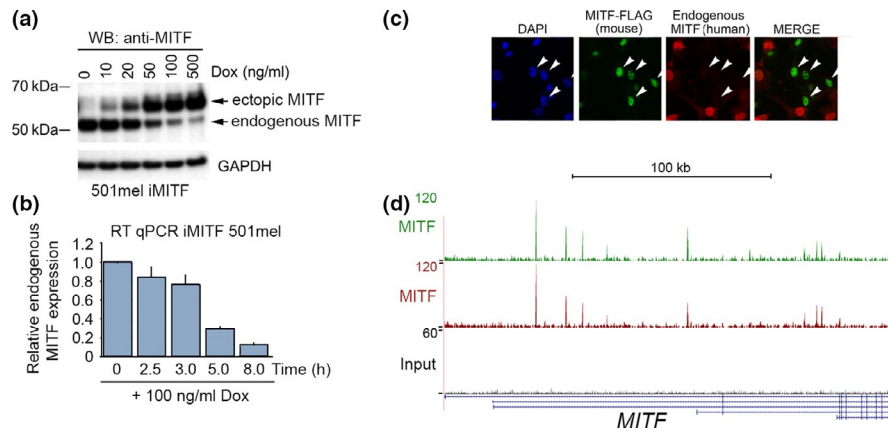 (a)
WB: anti-MITF
0 10 20 50 100 500 Dox (ng/ml)
70 kDa
50 kDa
ectopic MITF
endogenous MITF
GAPDH
501mel iMITF
(b)
RT qPCR iMITF 501mel
Relative endogenous
MITF expression
1.2
1.0
0.8
0.6
0.4
0.2
0
0 2.5 3.0 5.0 8.0 Time (h)
+ 100 ng/ml Dox
(c)
DAPI
MITF-FLAG
(mouse)
Endogenous
MITF (human)
MERGE
100 kb
(d)
120
MITF
120
MITF
60
Input
MITF